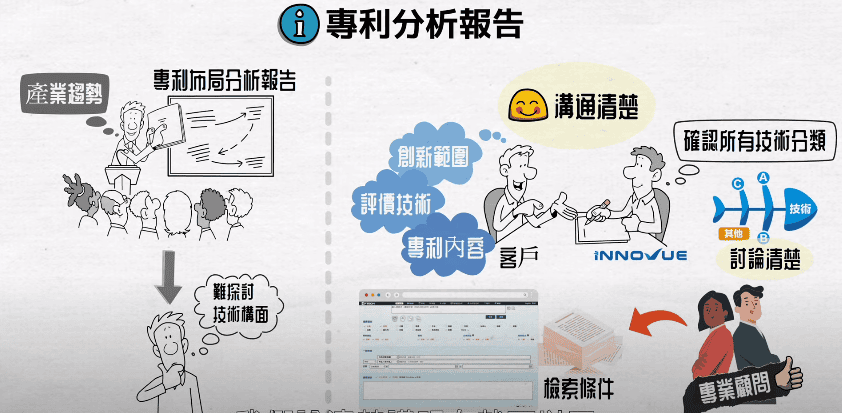 i 專利分析報告
產業趨勢
專利佈局分析報告
難探討
技術構面
溝通清楚
創新範圍
評價技術
專利內容
客戶
INNOVUE
確認所有技術分類
C
A
技術
其他
B
討論清楚
檢索條件
專業顧問